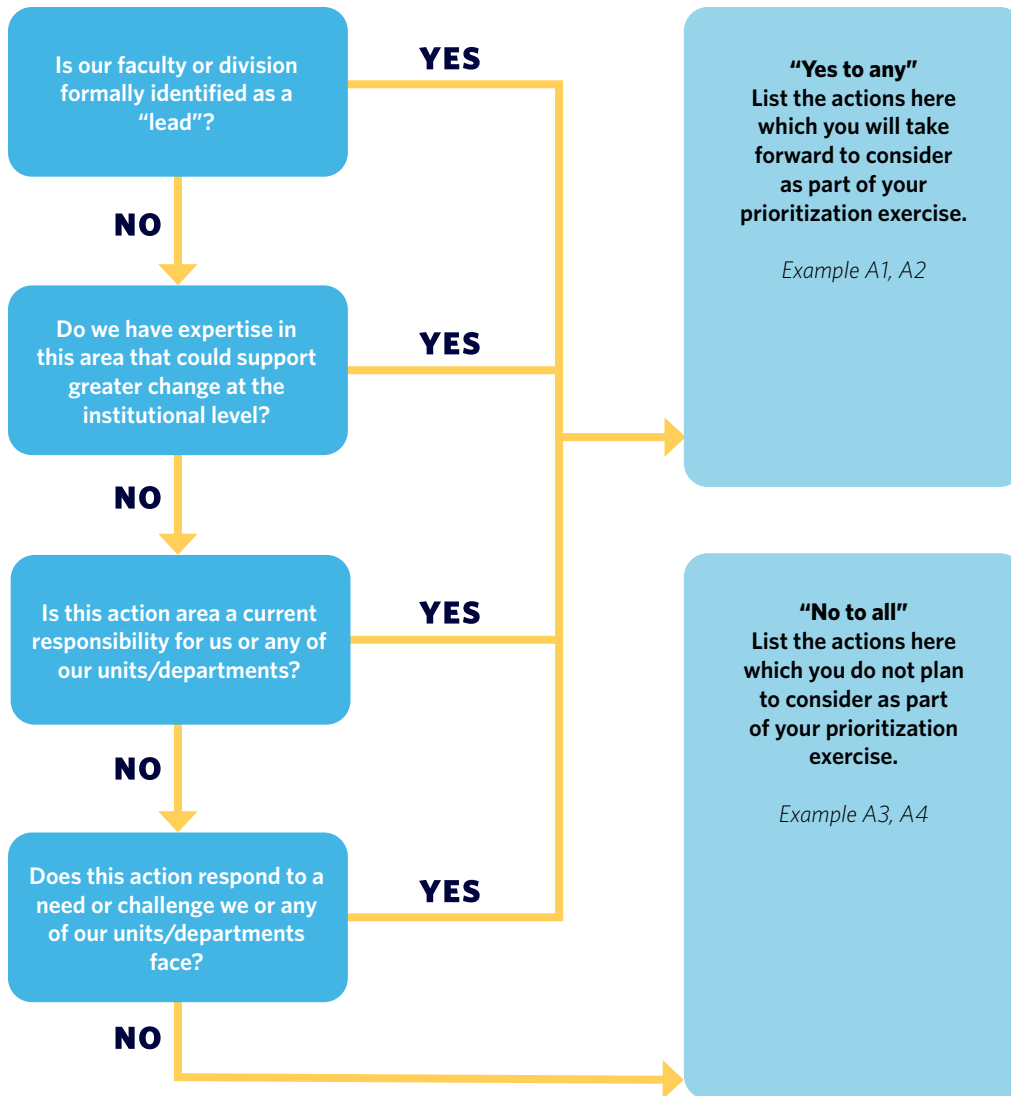 Is our faculty or division
formally identified as a
“lead”?
YES
NO
Do we have expertise in
this area that could support
greater change at the
institutional level?
YES
NO
Is this action area a current
responsibility for us or any of
our units/departments?
YES
NO
Does this action respond to a
need or challenge we or any
of our units/departments
face?
YES
NO
“Yes to any”
List the actions here
which you will take
forward to consider
as part of your
prioritization exercise.
Example A1, A2
“No to all”
List the actions here
which you do not plan
to consider as part
of your prioritization
exercise.
Example A3, A4